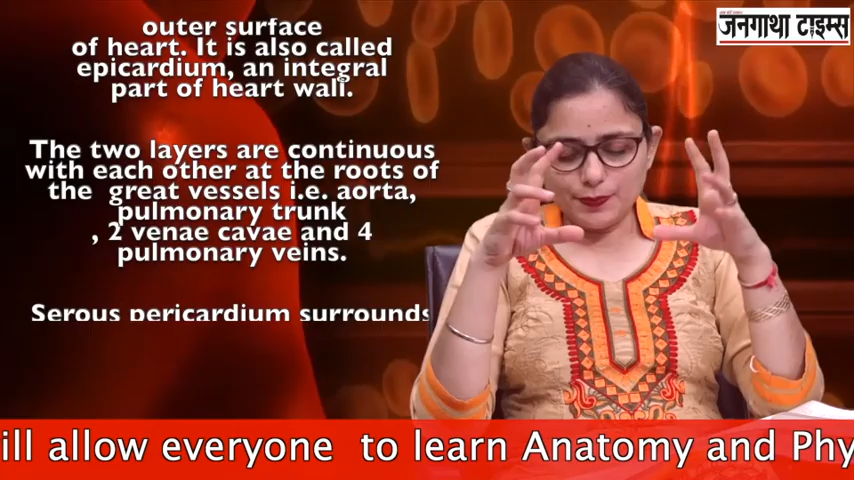 outer surface
of heart. It is also called
epicardium, an integral
part of heart wall.
The two layers are continuous
with each other at the roots of
the great vessels i.e. aorta,
pulmonary trunk
, 2 venae cavae and 4
pulmonary veins.
Serous pericardium surrounds
जनगाथा टाइम्स
ill allow everyone to learn Anatomy and Phy